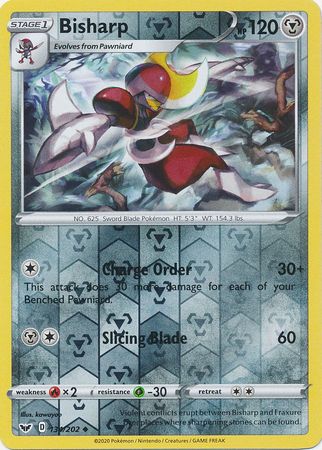 STAGE 1 Bisharp HP 120
Evolves from Pawniard
NO. 625 Sword Blade Pokémon HT: 5'3" WT: 154.3 lbs.
Charge Order 30+
This attack does 30 more damage for each of your
Benched Pawniard.
Slicing Blade 60
weakness ×2 resistance -30 retreat
Illus. kawayoo
Violent conflicts erupt between Bisharp and Fraxure
over places where sharpening stones can be found.
D 134/202
©2020 Pokémon / Nintendo / Creatures / GAME FREAK